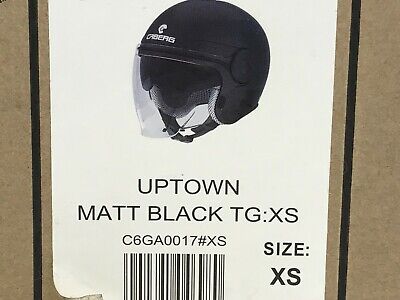 CABERG
UPTOWN
MATT BLACK TG:XS
C6GA0017#XS
SIZE:
XS